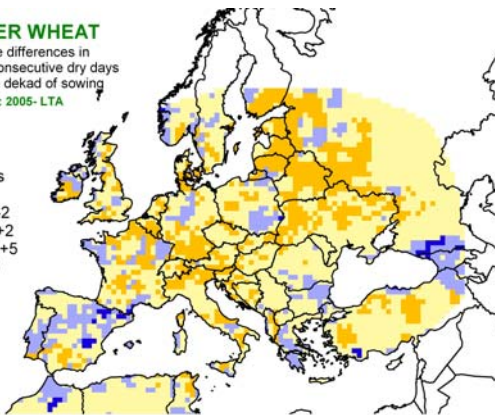 ER WHEAT
e differences in
onsecutive dry days
dekad of sowing
: 2005- LTA
s
2
+2
+5